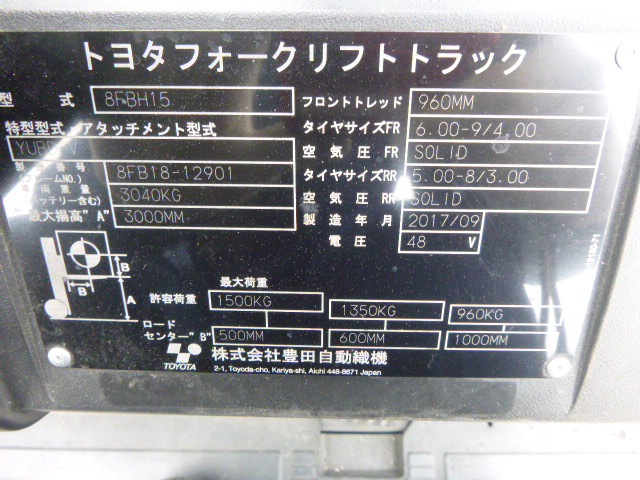 トヨタフォークリフトトラック
型 式 8FBH15
フロントトレッド 960MM
特型型式・アタッチメント型式
タイヤサイズFR 6.00-9/4.00
空気圧 FR SOLID
8FB18-12901
タイヤサイズRR 5.00-8/3.00
3040KG
バッテリー含む)
空気圧 RR SOLID
最大揚高"A" 3000MM
製造年月 2017/09
電圧 48 V
B
B
A
最大荷重
許容荷重 1500KG 1350KG 960KG
ロード
センター"B" 500MM 600MM 1000MM
TOYOTA
株式会社豊田自動織機
2-1, Toyoda-cho, Kariya-shi, Aichi 448-8671 Japan